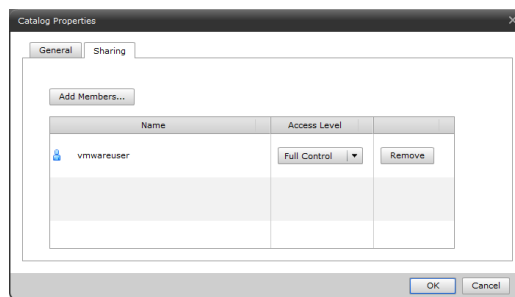 Catalog Properties
General
Sharing
Add Members...
Name
Access Level
vmwareuser
Full Control
Remove
OK
Cancel